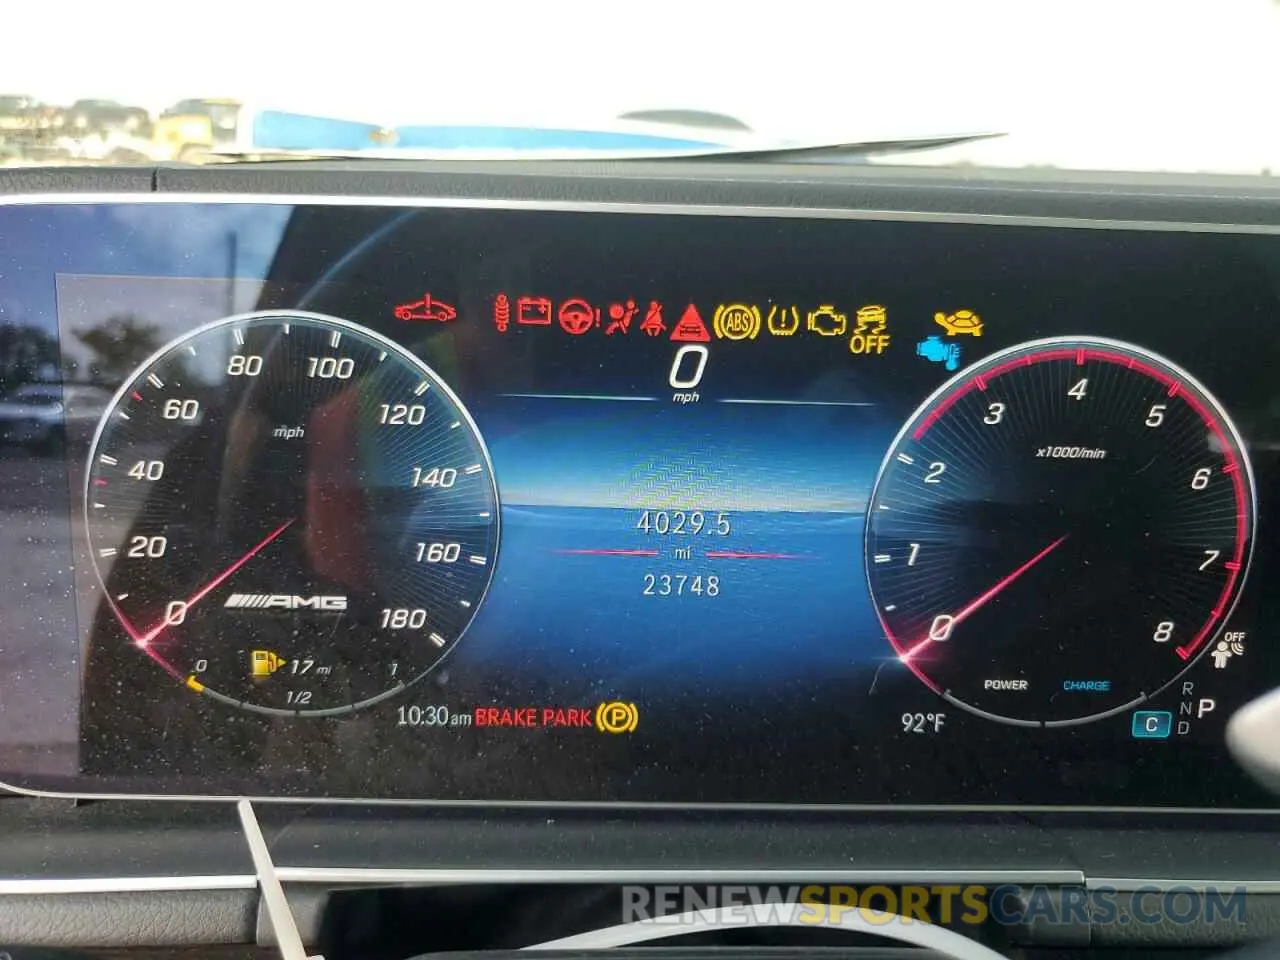 ABS
OFF
0
mph
80 100
60 120
mph
40 140
20 160
0 180
AMG
0 17 mi 1
1/2
4029.5
mi
23748
4
3 5
x1000/min
2 6
1 7
0 8
OFF
POWER CHARGE
10:30am BRAKE PARK P
92°F
R
N P
C D
RENEWSPORTSCARS.COM